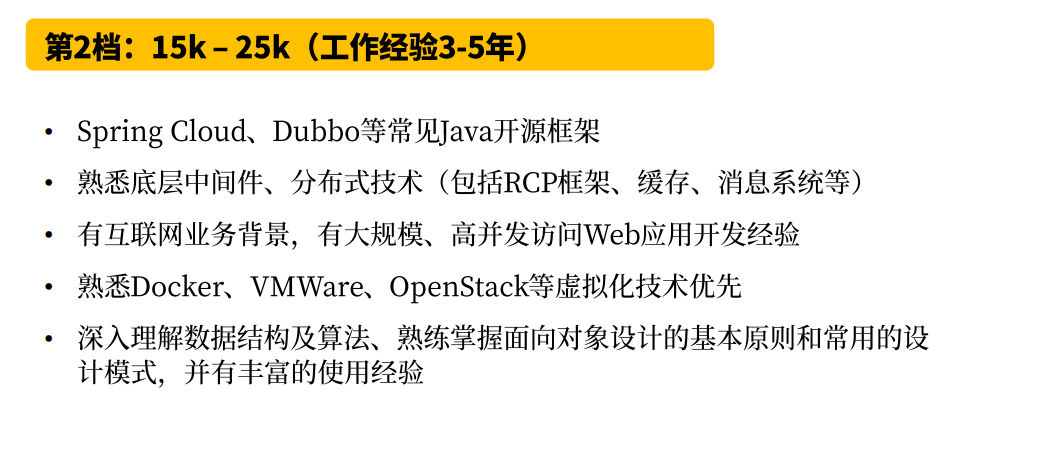 第2档：15k – 25k（工作经验3-5年）
• Spring Cloud、Dubbo等常见Java开源框架
• 熟悉底层中间件、分布式技术（包括RCP框架、缓存、消息系统等）
• 有互联网业务背景，有大规模、高并发访问Web应用开发经验
• 熟悉Docker、VMWare、OpenStack等虚拟化技术优先
• 深入理解数据结构及算法、熟练掌握面向对象设计的基本原则和常用的设
计模式，并有丰富的使用经验